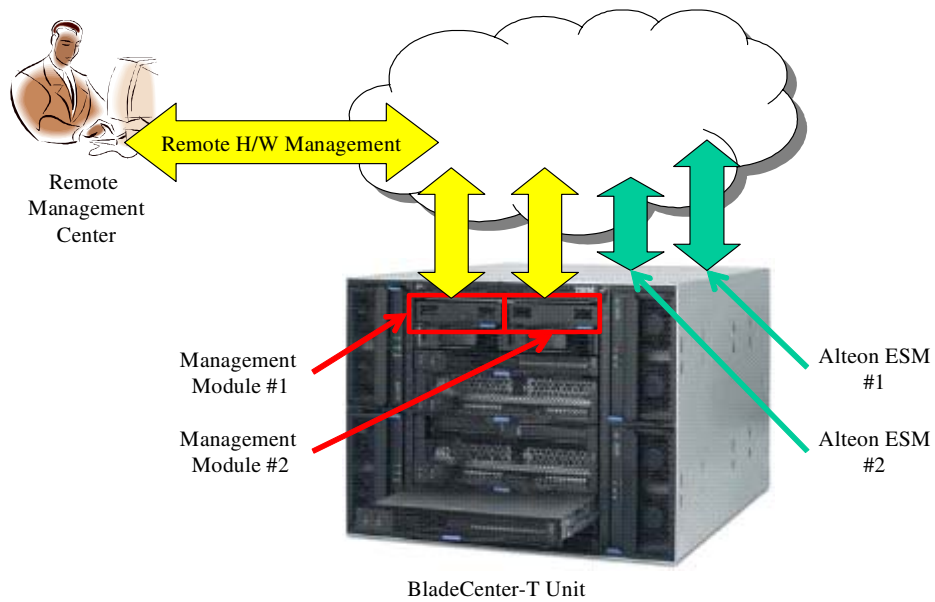 Remote H/W Management
Remote
Management
Center
Management
Module #1
Management
Module #2
Alteon ESM
#1
Alteon ESM
#2
BladeCenter-T Unit